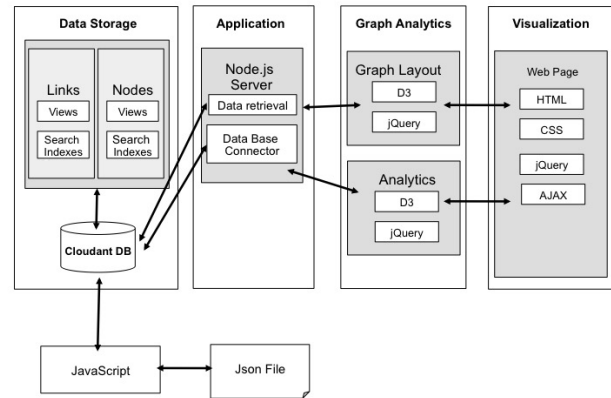 Data Storage
Links
Views
Search
Indexes
Nodes
Views
Search
Indexes
Cloudant DB
Application
Node.js
Server
Data retrieval
Data Base
Connector
Graph Analytics
Graph Layout
D3
jQuery
Analytics
D3
jQuery
Visualization
Web Page
HTML
CSS
jQuery
AJAX
JavaScript
Json File